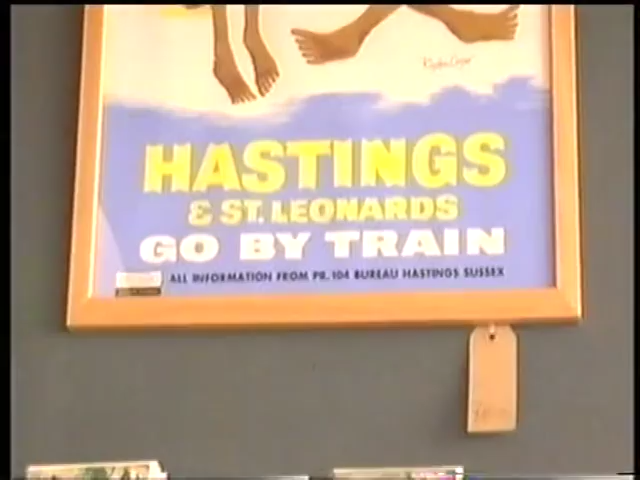 HASTINGS
& ST. LEONARDS
GO BY TRAIN
ALL INFORMATION FROM PR. 104 BUREAU HASTINGS SUSSEX